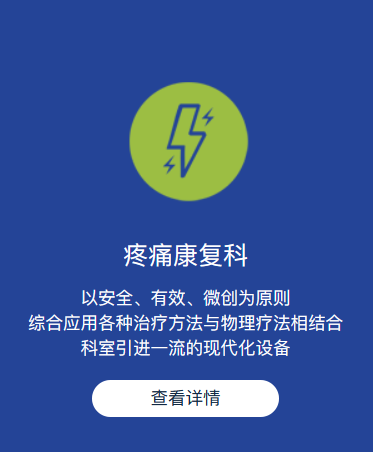 疼痛康复科
以安全、有效、微创为原则
综合应用各种治疗方法与物理疗法相结合
科室引进一流的现代化设备
查看详情